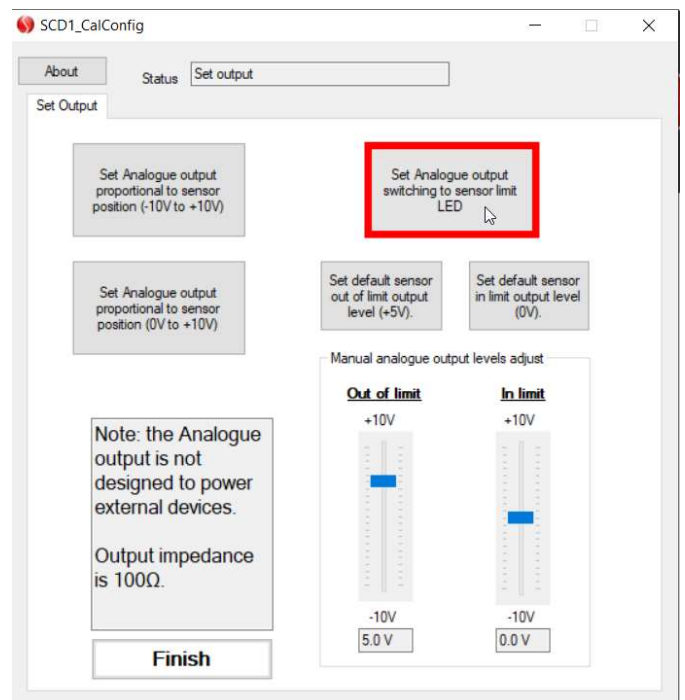 SCD1_CalConfig
About
Status
Set output
Set Output
Set Analogue output
proportional to sensor
position (-10V to +10V)
Set Analogue output
switching to sensor limit
LED
Set Analogue output
proportional to sensor
position (0V to +10V)
Set default sensor
out of limit output
level (+5V).
Set default sensor
in limit output level
(0V).
Manual analogue output levels adjust
Out of limit
In limit
+10V
+10V
-10V
-10V
5.0 V
0.0 V
Note: the Analogue
output is not
designed to power
external devices.
Output impedance
is 100Ω.
Finish